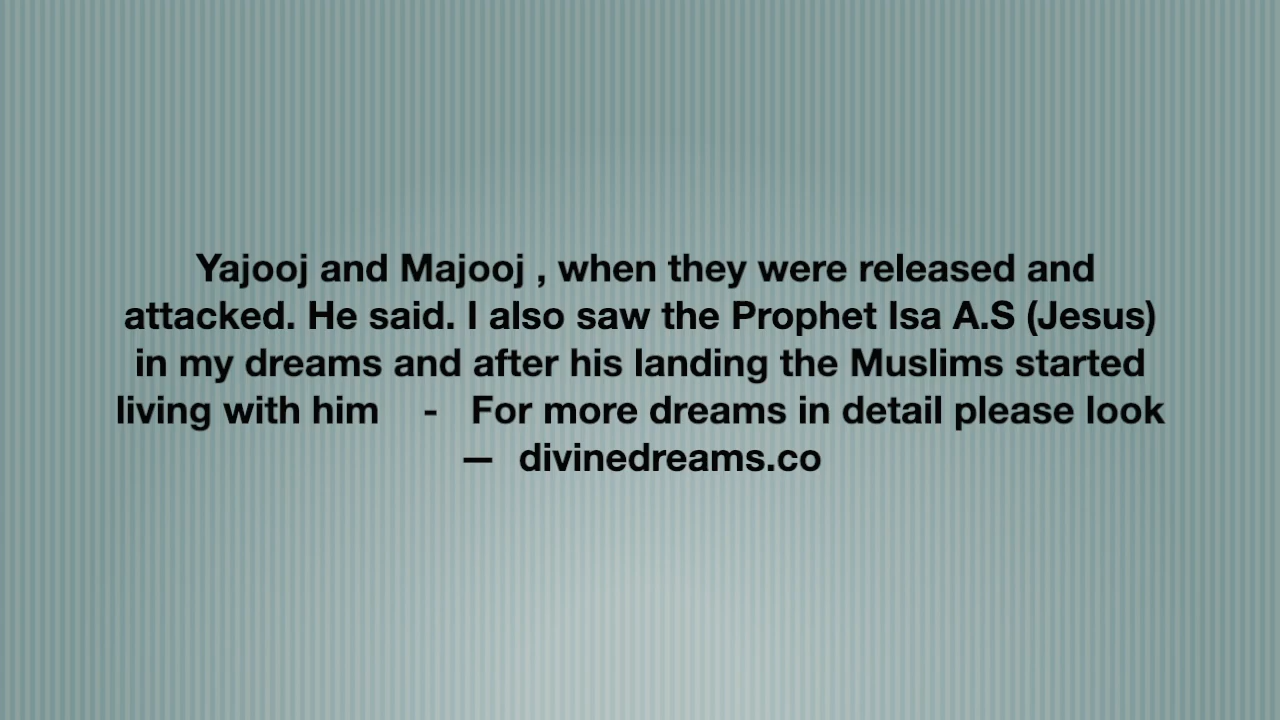 Yajooj and Majooj , when they were released and
attacked. He said. I also saw the Prophet Isa A.S (Jesus)
in my dreams and after his landing the Muslims started
living with him - For more dreams in detail please look
— divinedreams.co